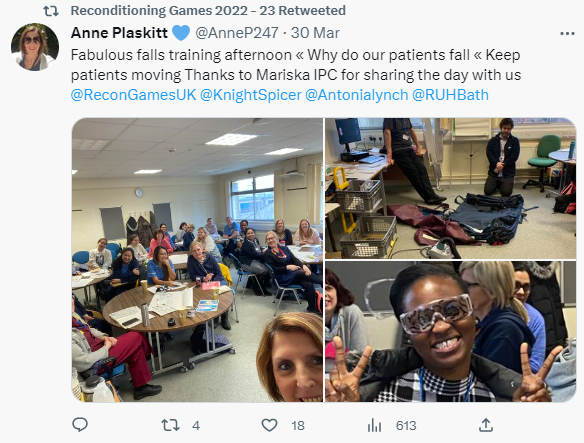 Reconditioning Games 2022 - 23 Retweeted
Anne Plaskitt 💙 @AnneP247 · 30 Mar
Fabulous falls training afternoon « Why do our patients fall « Keep
patients moving Thanks to Mariska IPC for sharing the day with us
@ReconGamesUK @KnightSpicer @Antonialynch @RUHBath
4
18
613